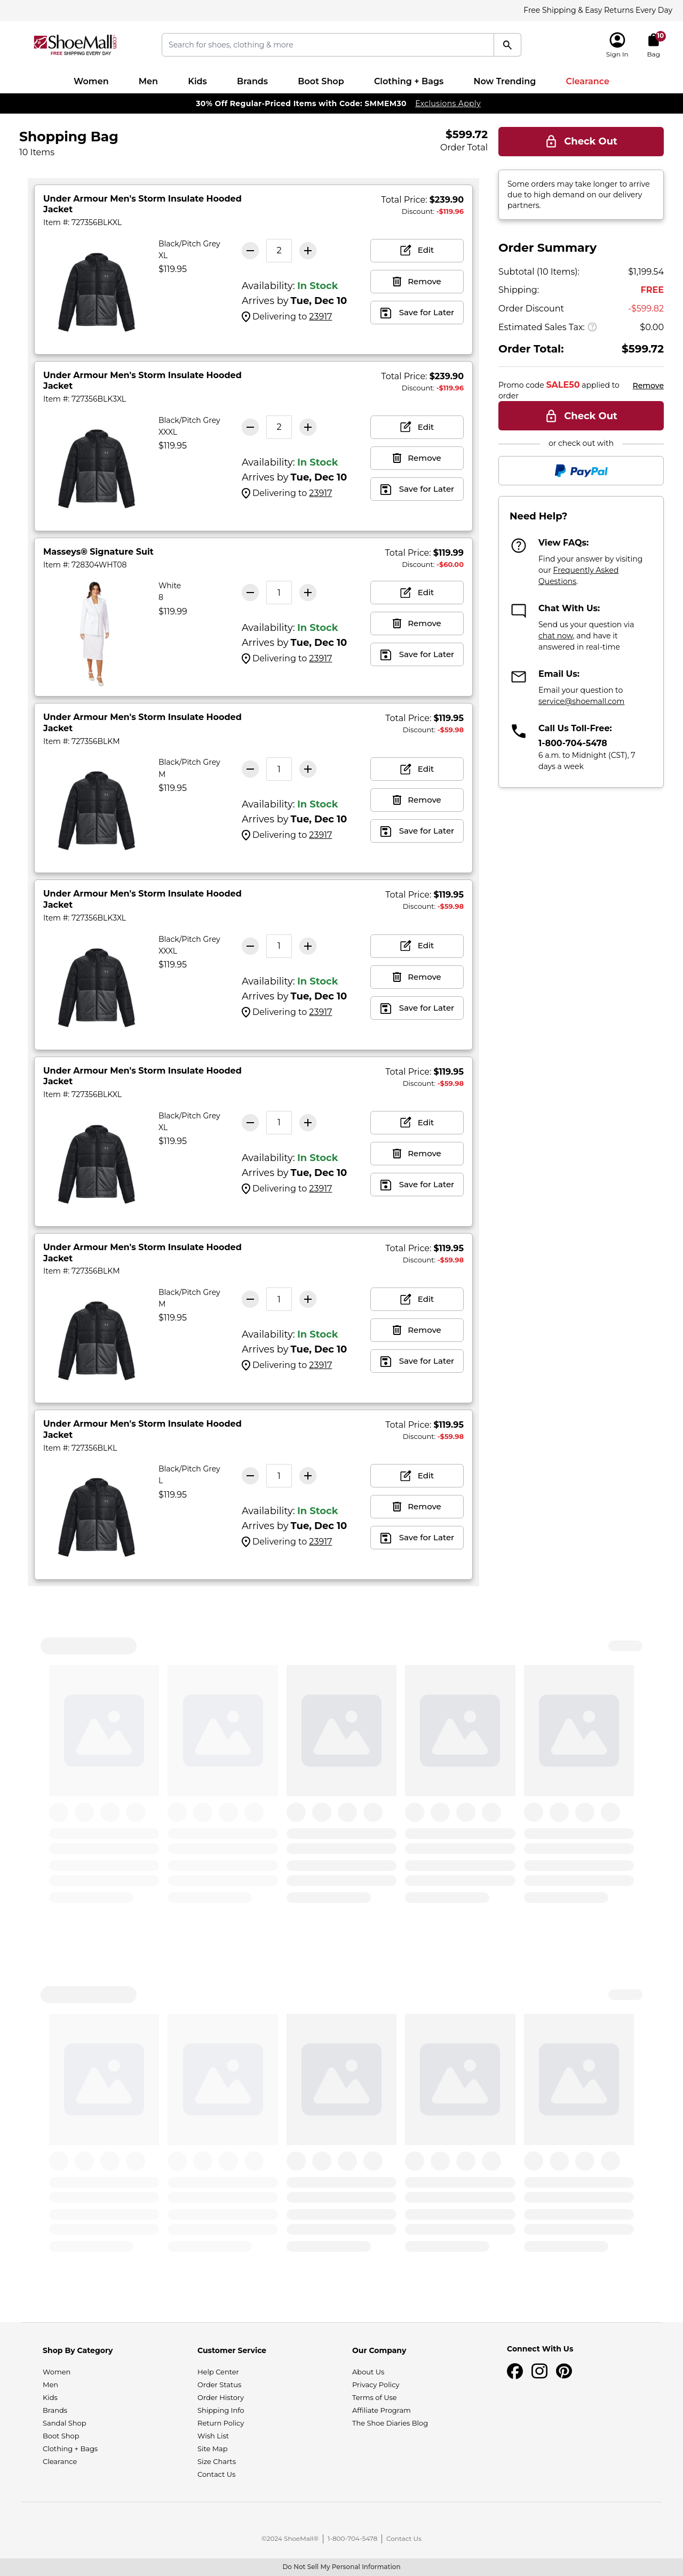 Free Shipping & Easy Returns Every Day
ShoeMall.com
FREE SHIPPING EVERY DAY
Search for shoes, clothing & more
Sign In
10
Bag
Women Men Kids Brands Boot Shop Clothing + Bags Now Trending Clearance
30% Off Regular-Priced Items with Code: SMMEM30 Exclusions Apply
Shopping Bag
10 Items
$599.72
Order Total
Under Armour Men's Storm Insulate Hooded
Jacket
Item #: 727356BLKXL
Total Price: $239.90
Discount: -$119.96
Black/Pitch Grey
XL
$119.95
2
Availability: In Stock
Arrives by Tue, Dec 10
Delivering to 23917
Edit
Remove
Save for Later
Under Armour Men's Storm Insulate Hooded
Jacket
Item #: 727356BLK3XL
Total Price: $239.90
Discount: -$119.96
Black/Pitch Grey
XXXL
$119.95
2
Availability: In Stock
Arrives by Tue, Dec 10
Delivering to 23917
Edit
Remove
Save for Later
Masseys® Signature Suit
Item #: 728304WHT08
Total Price: $119.99
Discount: -$60.00
White
8
$119.99
1
Availability: In Stock
Arrives by Tue, Dec 10
Delivering to 23917
Edit
Remove
Save for Later
Under Armour Men's Storm Insulate Hooded
Jacket
Item #: 727356BLKM
Total Price: $119.95
Discount: -$59.98
Black/Pitch Grey
M
$119.95
1
Availability: In Stock
Arrives by Tue, Dec 10
Delivering to 23917
Edit
Remove
Save for Later
Under Armour Men's Storm Insulate Hooded
Jacket
Item #: 727356BLK3XL
Total Price: $119.95
Discount: -$59.98
Black/Pitch Grey
XXXL
$119.95
1
Availability: In Stock
Arrives by Tue, Dec 10
Delivering to 23917
Edit
Remove
Save for Later
Under Armour Men's Storm Insulate Hooded
Jacket
Item #: 727356BLKXL
Total Price: $119.95
Discount: -$59.98
Black/Pitch Grey
XL
$119.95
1
Availability: In Stock
Arrives by Tue, Dec 10
Delivering to 23917
Edit
Remove
Save for Later
Under Armour Men's Storm Insulate Hooded
Jacket
Item #: 727356BLKM
Total Price: $119.95
Discount: -$59.98
Black/Pitch Grey
M
$119.95
1
Availability: In Stock
Arrives by Tue, Dec 10
Delivering to 23917
Edit
Remove
Save for Later
Under Armour Men's Storm Insulate Hooded
Jacket
Item #: 727356BLKL
Total Price: $119.95
Discount: -$59.98
Black/Pitch Grey
L
$119.95
1
Availability: In Stock
Arrives by Tue, Dec 10
Delivering to 23917
Edit
Remove
Save for Later
Check Out
Some orders may take longer to arrive
due to high demand on our delivery
partners.
Order Summary
Subtotal (10 Items): $1,199.54
Shipping: FREE
Order Discount -$599.82
Estimated Sales Tax: ? $0.00
Order Total: $599.72
Promo code SALE50 applied to
order
Remove
Check Out
or check out with
PayPal
Need Help?
View FAQs:
Find your answer by visiting
our Frequently Asked
Questions.
Chat With Us:
Send us your question via
chat now, and have it
answered in real-time
Email Us:
Email your question to
service@shoemall.com
Call Us Toll-Free:
1-800-704-5478
6 a.m. to Midnight (CST), 7
days a week
Shop By Category
Women
Men
Kids
Brands
Sandal Shop
Boot Shop
Clothing + Bags
Clearance
Customer Service
Help Center
Order Status
Order History
Shipping Info
Return Policy
Wish List
Site Map
Size Charts
Contact Us
Our Company
About Us
Privacy Policy
Terms of Use
Affiliate Program
The Shoe Diaries Blog
Connect With Us
©2024 ShoeMall® | 1-800-704-5478 | Contact Us
Do Not Sell My Personal Information